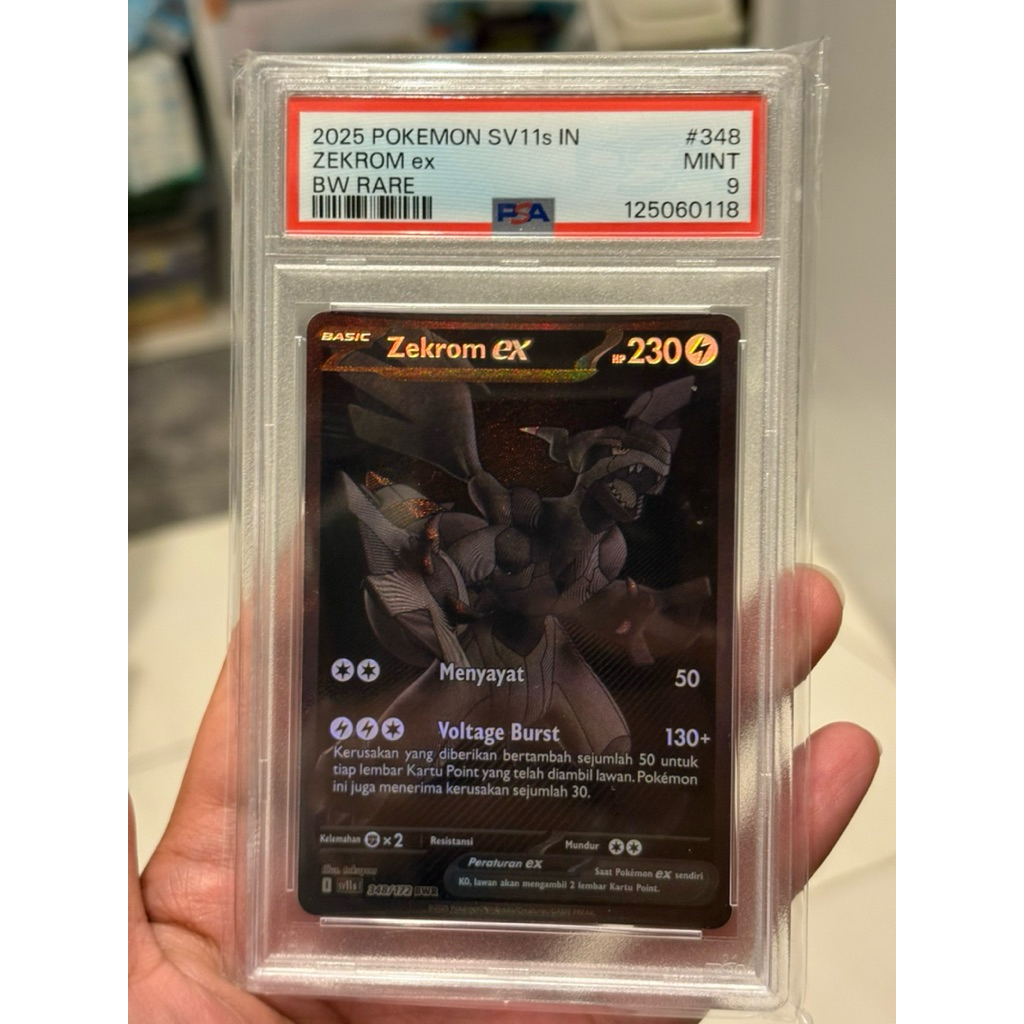 2025 POKEMON SV11s IN #348
ZEKROM ex MINT
BW RARE 9
PSA 125060118
BASIC Zekrom ex HP 230
Menyayat 50
Voltage Burst 130+
Kerusakan yang diberikan bertambah sejumlah 50 untuk
tiap lembar Kartu Point yang telah diambil lawan. Pokémon
ini juga menerima kerusakan sejumlah 30.
Kelemahan ×2 Resistansi Mundur
Peraturan ex Saat Pokémon ex sendiri
KO, lawan akan mengambil 2 lembar Kartu Point.
sv11s 348/172 BWR